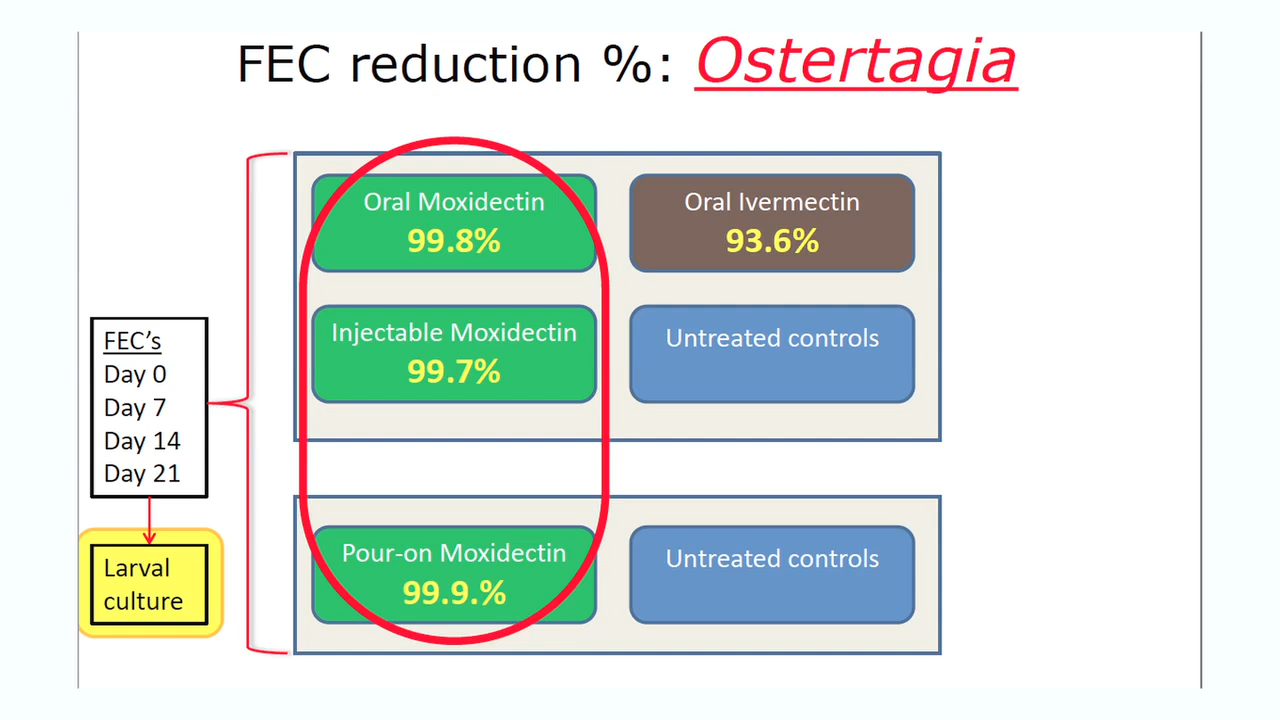 FEC reduction %: Ostertagia
Oral Moxidectin
99.8%
Oral Ivermectin
93.6%
Injectable Moxidectin
99.7%
Untreated controls
FEC's
Day 0
Day 7
Day 14
Day 21
Larval
culture
Pour-on Moxidectin
99.9.%
Untreated controls